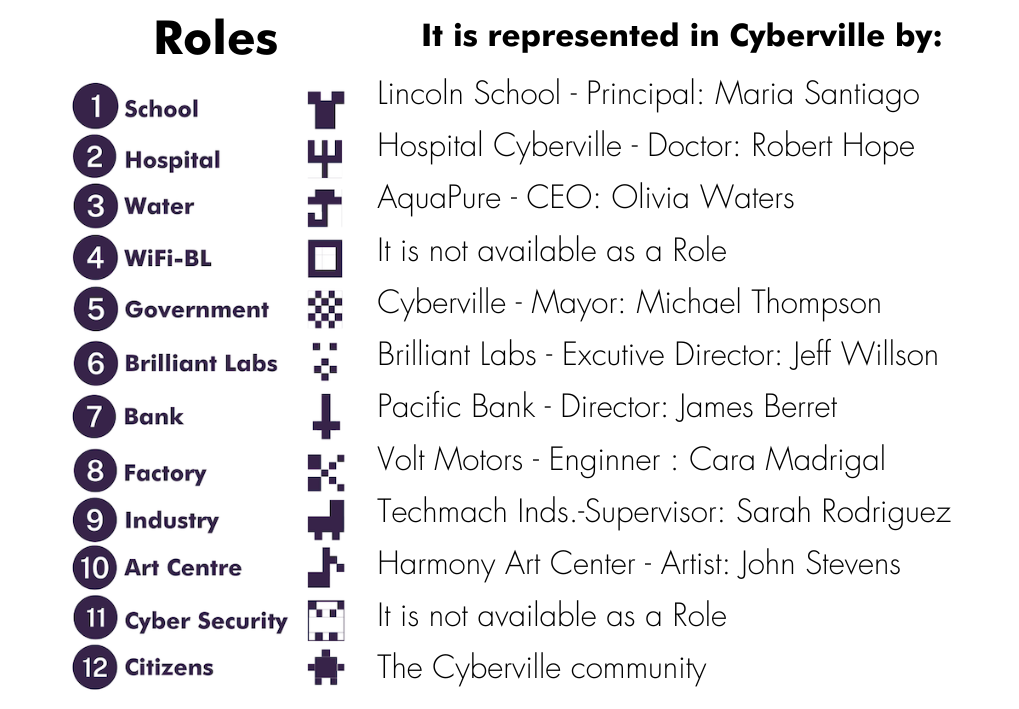 Roles
It is represented in Cyberville by:
1 School Lincoln School - Principal: Maria Santiago
2 Hospital Hospital Cyberville - Doctor: Robert Hope
3 Water AquaPure - CEO: Olivia Waters
4 WiFi-BL It is not available as a Role
5 Government Cyberville - Mayor: Michael Thompson
6 Brilliant Labs Brilliant Labs - Excutive Director: Jeff Willson
7 Bank Pacific Bank - Director: James Berret
8 Factory Volt Motors - Enginner : Cara Madrigal
9 Industry Techmach Inds.-Supervisor: Sarah Rodriguez
10 Art Centre Harmony Art Center - Artist: John Stevens
11 Cyber Security It is not available as a Role
12 Citizens The Cyberville community